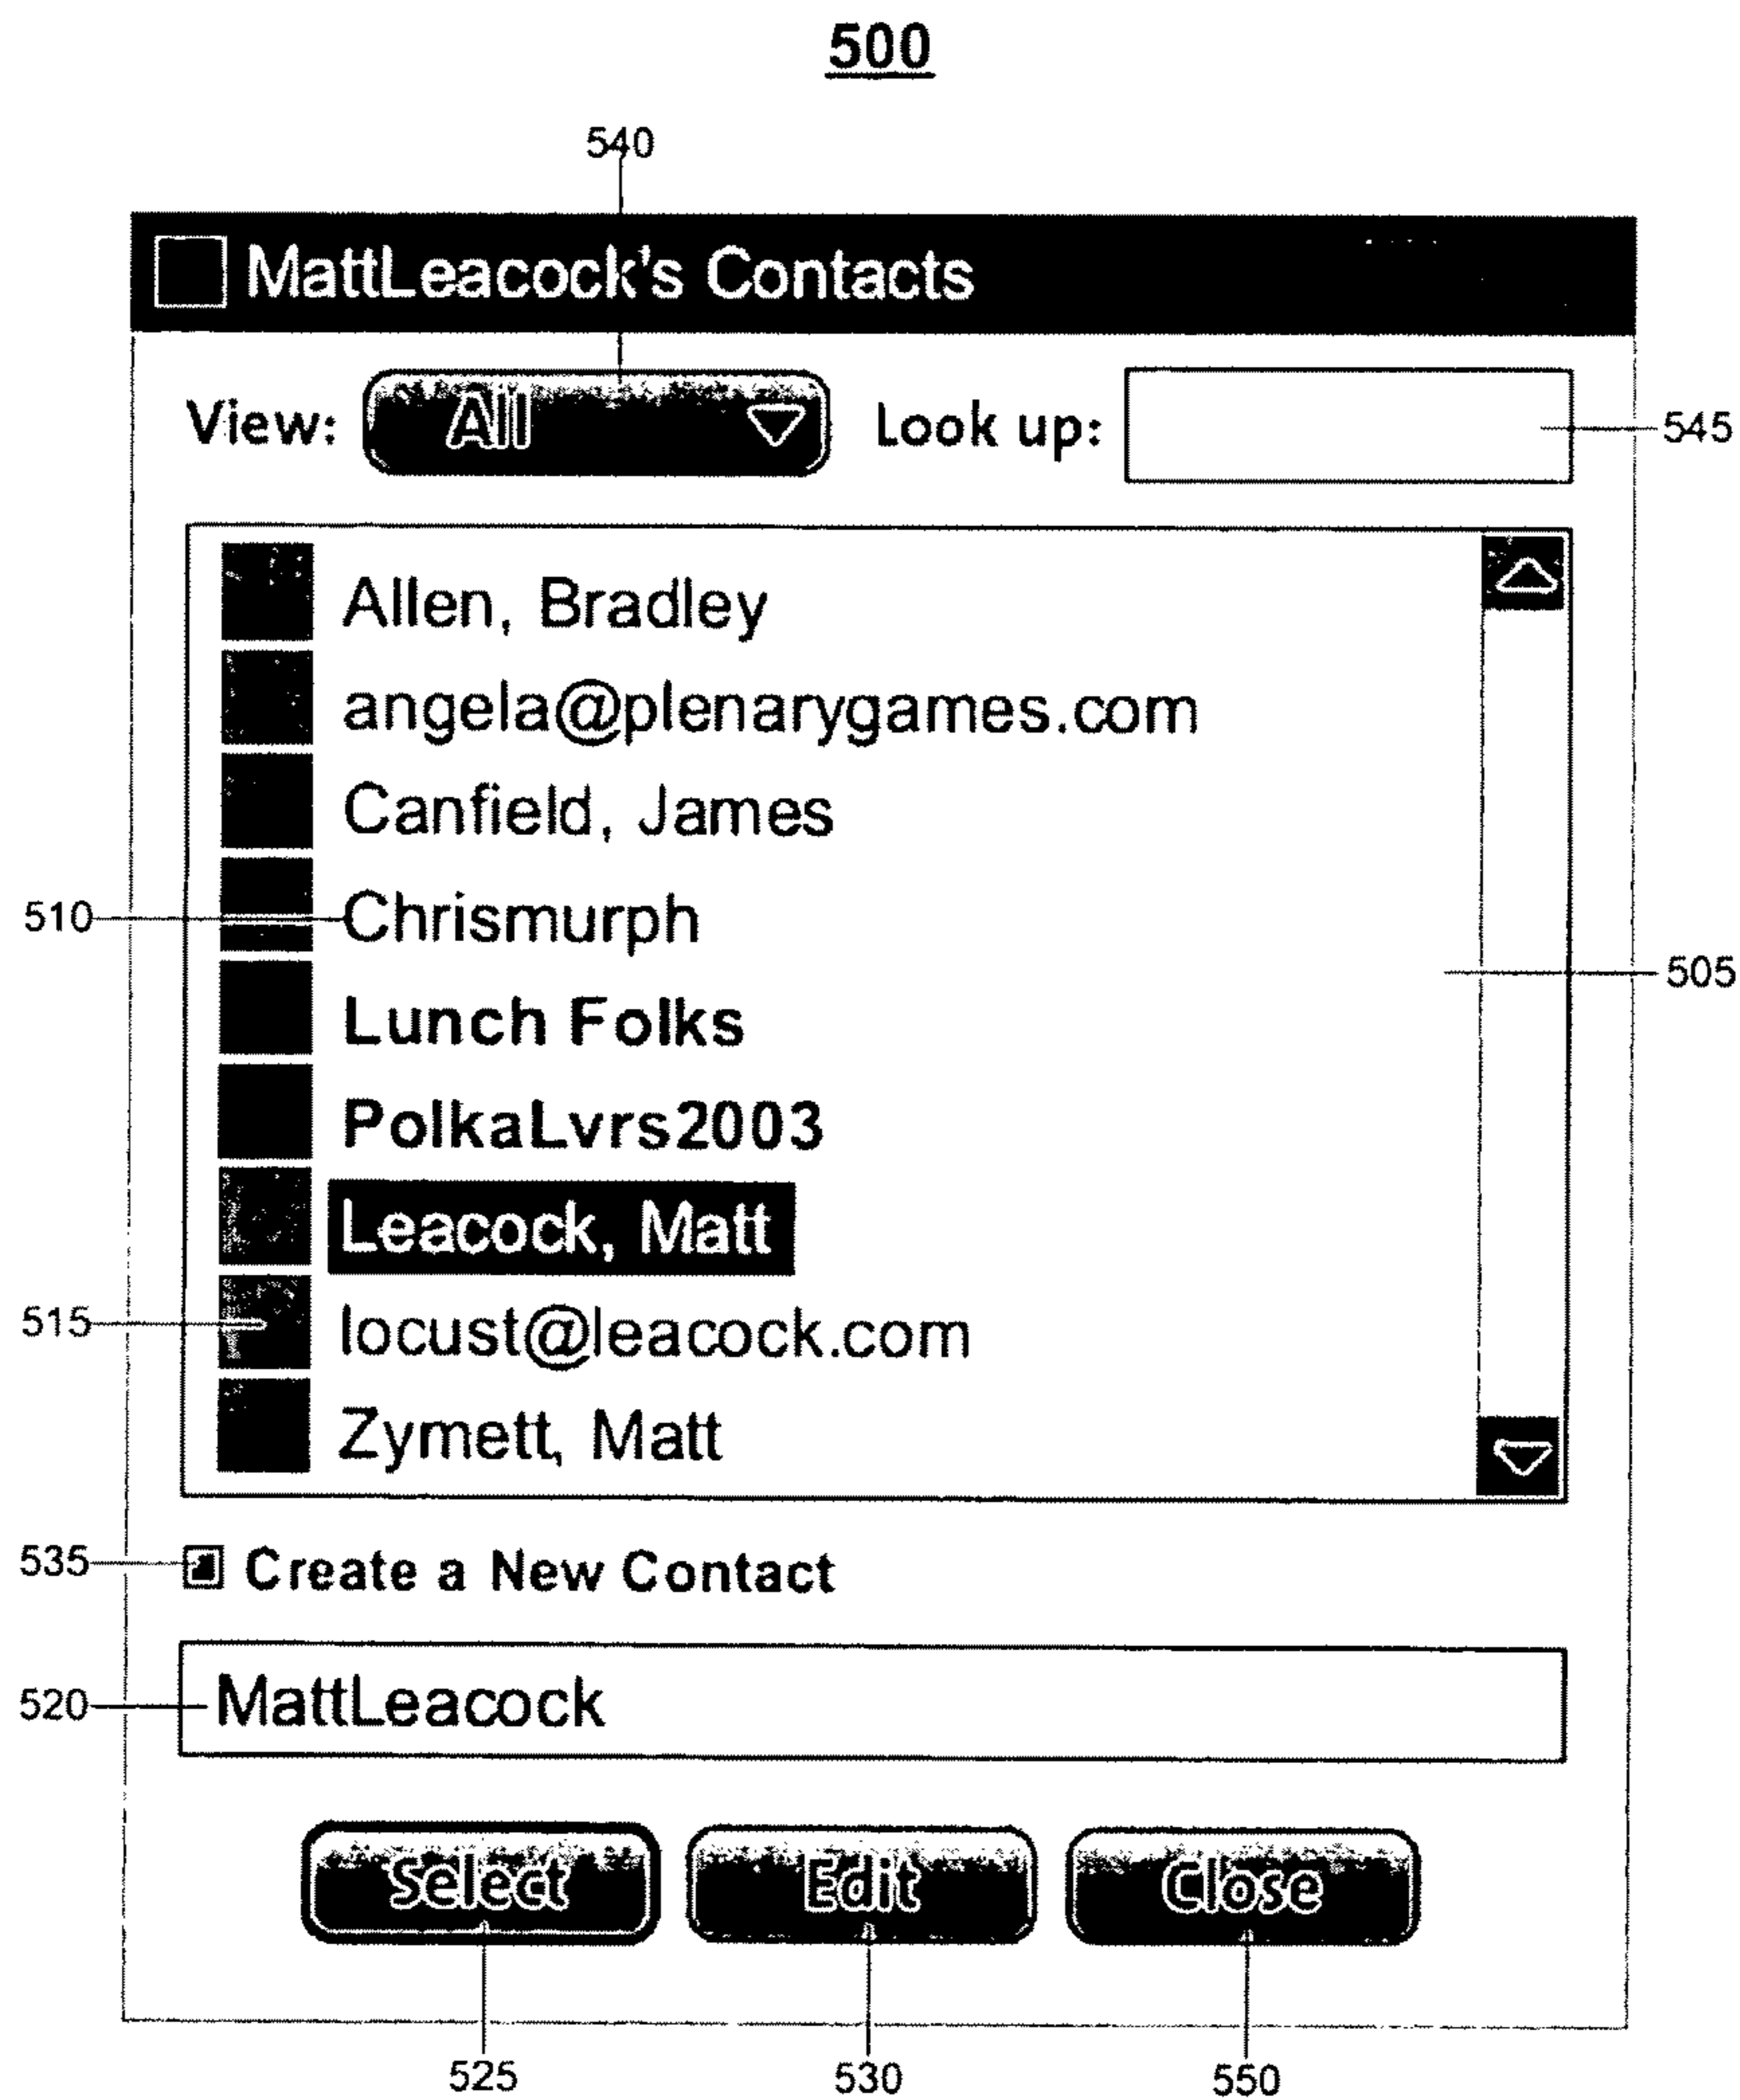 500
540
MattLeacock's Contacts
View: All Look up: 545
Allen, Bradley
angela@plenarygames.com
Canfield, James
510 Chrismurph
505
Lunch Folks
PolkaLvrs2003
Leacock, Matt
515 locust@leacock.com
Zymett, Matt
535 Create a New Contact
520 MattLeacock
Select Edit Close
525 530 550